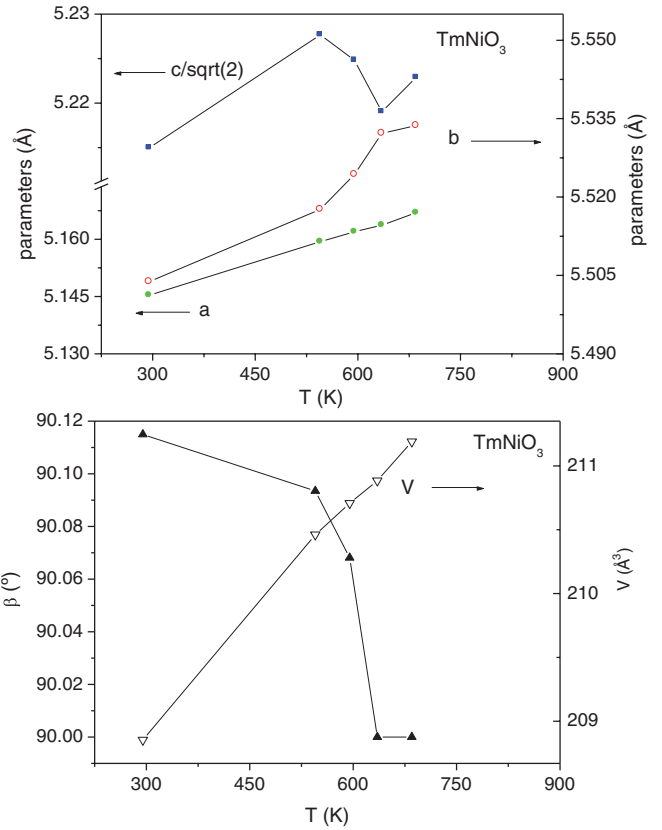 5.23
TmNiO3
5.550
c/sqrt(2)
5.22
5.535
b
parameters (Å)
parameters (Å)
5.520
5.160
5.505
5.145
a
5.130
5.490
300
450
600
750
900
T (K)
90.12
TmNiO3
211
90.10
V
90.08
β (º)
V (Å3)
90.06
210
90.04
90.02
90.00
209
300
450
600
750
900
T (K)